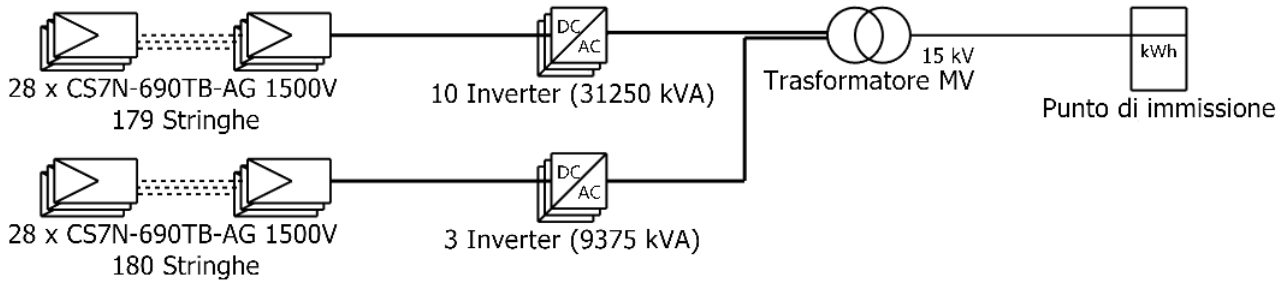 DC
AC
28 x CS7N-690TB-AG 1500V
179 Stringhe
10 Inverter (31250 kVA)
15 kV
Trasformatore MV
kWh
Punto di immissione
DC
AC
28 x CS7N-690TB-AG 1500V
180 Stringhe
3 Inverter (9375 kVA)